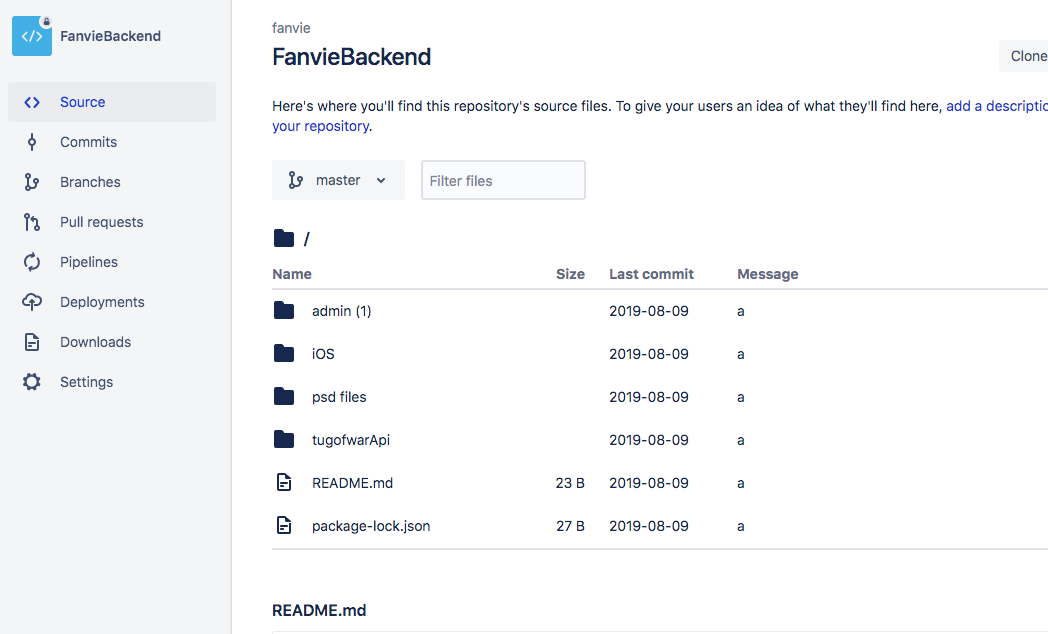 FanvieBackend
Source
Commits
Branches
Pull requests
Pipelines
Deployments
Downloads
Settings
fanvie
FanvieBackend
Clone
Here's where you'll find this repository's source files. To give your users an idea of what they'll find here, add a descriptio
your repository.
master
Filter files
/
Name Size Last commit Message
admin (1) 2019-08-09 a
iOS 2019-08-09 a
psd files 2019-08-09 a
tugofwarApi 2019-08-09 a
README.md 23 B 2019-08-09 a
package-lock.json 27 B 2019-08-09 a
README.md